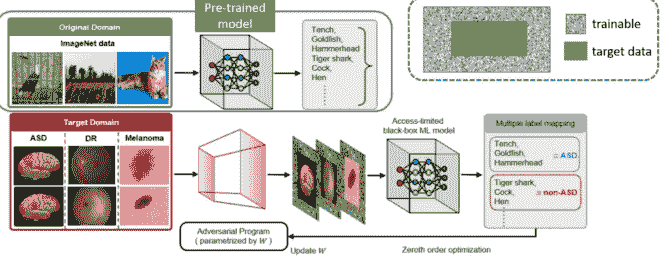 Pre-trained
model
Original Domain
ImageNet data
Tench,
Goldfish,
Hammerhead
Tiger shark,
Cock,
Hen
trainable
target data
Target Domain
ASD
DR
Melanoma
Access-limited
black-box ML model
Multiple label mapping
Tench,
Goldfish,
Hammerhead
= ASD
Tiger shark,
Cock,
Hen
= non-ASD
Adversarial Program
( parametrized by W )
Update W
Zeroth order optimization